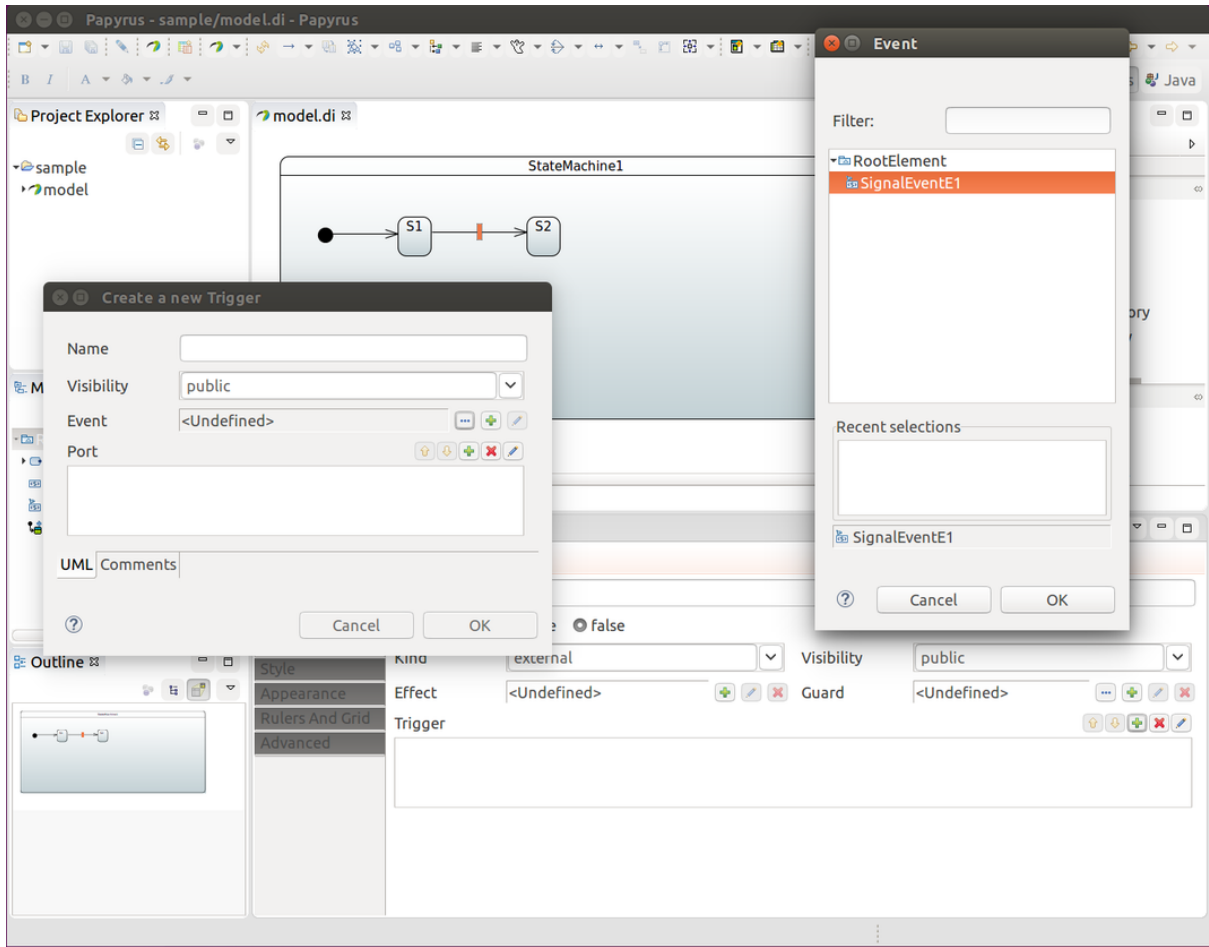 Papyrus - sample/model.di - Papyrus
B I A
Java
Project Explorer
model.di
sample
model
StateMachine1
S1
S2
Event
Filter:
RootElement
SignalEventE1
Recent selections
SignalEventE1
Cancel
OK
Create a new Trigger
Name
Visibility
public
Event
<Undefined>
Port
UML
Comments
Cancel
OK
ory
M
false
Outline
Style
Appearance
Rulers And Grid
Advanced
Kind
external
Visibility
public
Effect
<Undefined>
Guard
<Undefined>
Trigger